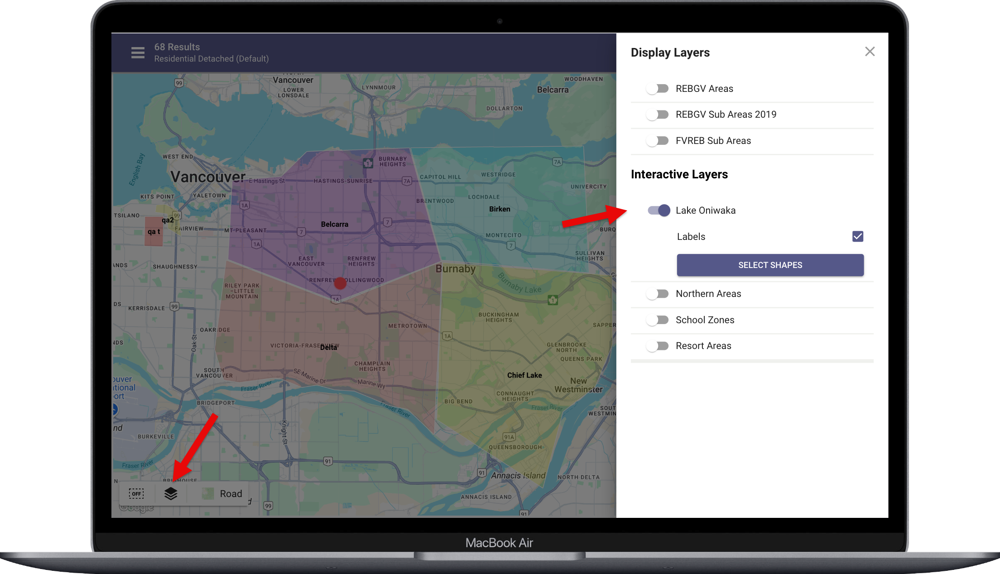 68 Results
Residential Detached (Default)
Display Layers
REBGV Areas
REBGV Sub Areas 2019
FVREB Sub Areas
Interactive Layers
Lake Oniwaka
Labels
SELECT SHAPES
Northern Areas
School Zones
Resort Areas
Vancouver
LOWER
LONSDALE
LYNNMOUR
WOODHAVEN
Belcarra
DOLLARTON
99
English Bay
WEST END
Vancouver
E Hastings St
HASTINGS-SUNRISE
1
BURNABY
HEIGHTS
7A
CAPITOL HILL
WESTRIDGE
7A
UNIVERCITY
KITS POINT
YALETOWN
1A
BRENTWOOD
LOCHDALE
Birken
TSILANO
99
qa2
qa t
FAIRVIEW
MT PLEASANT
Belcarra
7
7
1A
MONTECITO
7
BURQ
SULLIVAN
HEIGHTS
EAST
VANCOUVER
RENFREW
HEIGHTS
ANDS
SHAUGHNESSY
Burnaby
Burnaby Lake
1
RENFREW
OLLINGWOOD
1A
RILEY PARK
–LITTLE
MOUNTAIN
DS
KERRISDALE
99
BUCKINGHAM
HEIGHTS
METROTOWN
SAPPER
OAKRIDGE
Oak St
1A
NDS
VICTORIA-FRASERVIEW
Delta
GLENBROOKE
NORTH
QUEENS PARK
CHAMPLAIN
HEIGHTS
SOUTH
VANCOUVER
SE Marine Dr
Marine Wy
Chief Lake
New
Westminster
ouver
ational
ort
Fraser River
CONNAUGHT
HEIGHTS
BIG BEND
BRIDGEPORT
Fraser River
Fraser River
SOUT
WESTMIN
nd
BURKEVILLE
Knight St
91A
QUEENSBOROUGH
Fraser River
91
91
Annacis Island
NORTH DELTA
N
OFF
Road
d
Google
99
ANNACIS ISLAND
91
MacBook Air